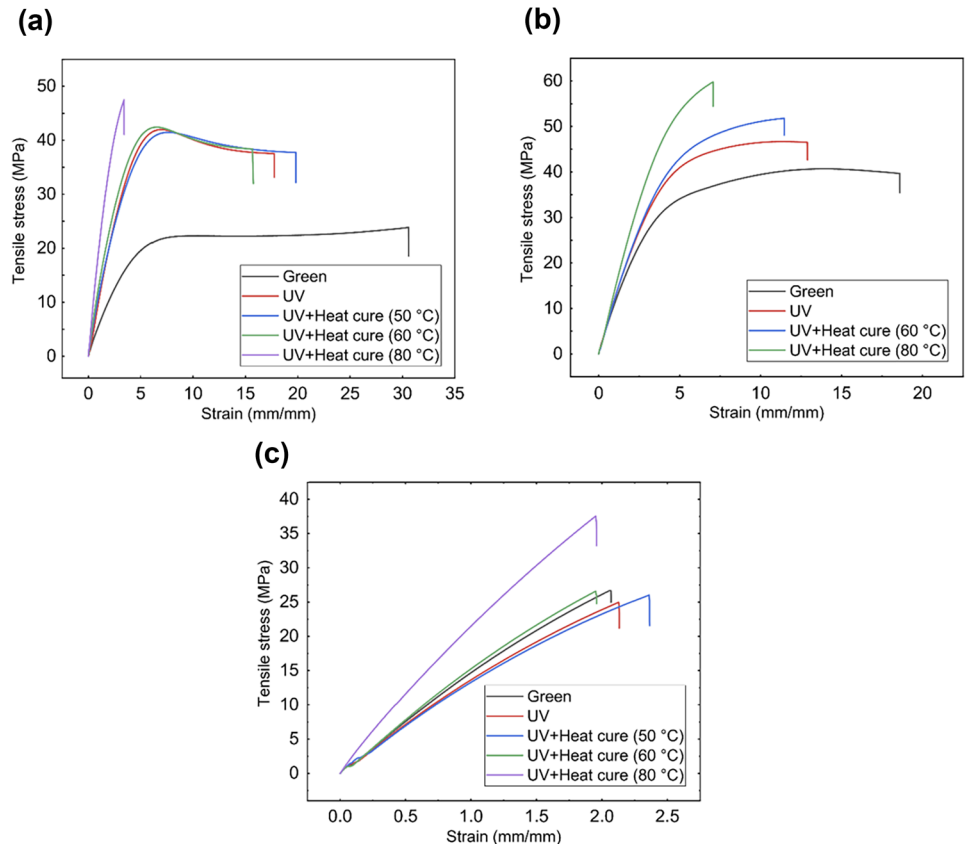 (a)
Tensile stress (MPa)
50
40
30
20
10
0
Green
UV
UV+Heat cure (50 °C)
UV+Heat cure (60 °C)
UV+Heat cure (80 °C)
0 5 10 15 20 25 30 35
Strain (mm/mm)
(b)
Tensile stress (MPa)
60
50
40
30
20
10
0
Green
UV
UV+Heat cure (60 °C)
UV+Heat cure (80 °C)
0 5 10 15 20
Strain (mm/mm)
(c)
Tensile stress (MPa)
40
35
30
25
20
15
10
5
0
Green
UV
UV+Heat cure (50 °C)
UV+Heat cure (60 °C)
UV+Heat cure (80 °C)
0.0 0.5 1.0 1.5 2.0 2.5
Strain (mm/mm)